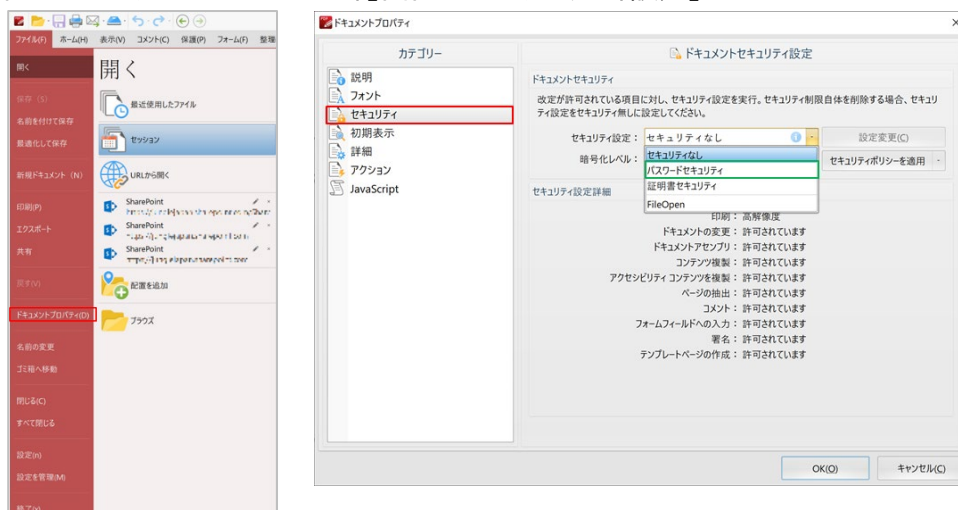 ファイル(F) ホーム(H) 表示(V) コメント(C) 保護(P) フォーム(F) 整理
開く
保存 (S)
名前を付けて保存
最適化して保存
新規ドキュメント (N)
印刷(P)
エクスポート
共有
戻す(V)
ドキュメントプロパティ(D)
名前の変更
ゴミ箱へ移動
閉じる(C)
すべて閉じる
設定(n)
設定を管理(M)
終了(x)
開く
最近使用したファイル
セッション
URLから開く
SharePoint
SharePoint
SharePoint
配置を追加
ブラウズ
ドキュメントプロパティ
カテゴリー
説明
フォント
セキュリティ
初期表示
詳細
アクション
JavaScript
ドキュメントセキュリティ設定
ドキュメントセキュリティ
改定が許可されている項目に対し、セキュリティ設定を実行。セキュリティ制限自体を削除する場合、セキュリ
ティ設定をセキュリティ無しに設定してください。
セキュリティ設定： セキュリティなし 設定変更(C)
暗号化レベル： セキュリティポリシーを適用
セキュリティなし
パスワードセキュリティ
証明書セキュリティ
FileOpen
セキュリティ設定詳細
印刷： 高解像度
ドキュメントの変更： 許可されています
ドキュメントアセンブリ： 許可されています
コンテンツ複製： 許可されています
アクセシビリティ コンテンツを複製： 許可されています
ページの抽出： 許可されています
コメント： 許可されています
フォームフィールドへの入力： 許可されています
署名： 許可されています
テンプレートページの作成： 許可されています
OK(O) キャンセル(C)